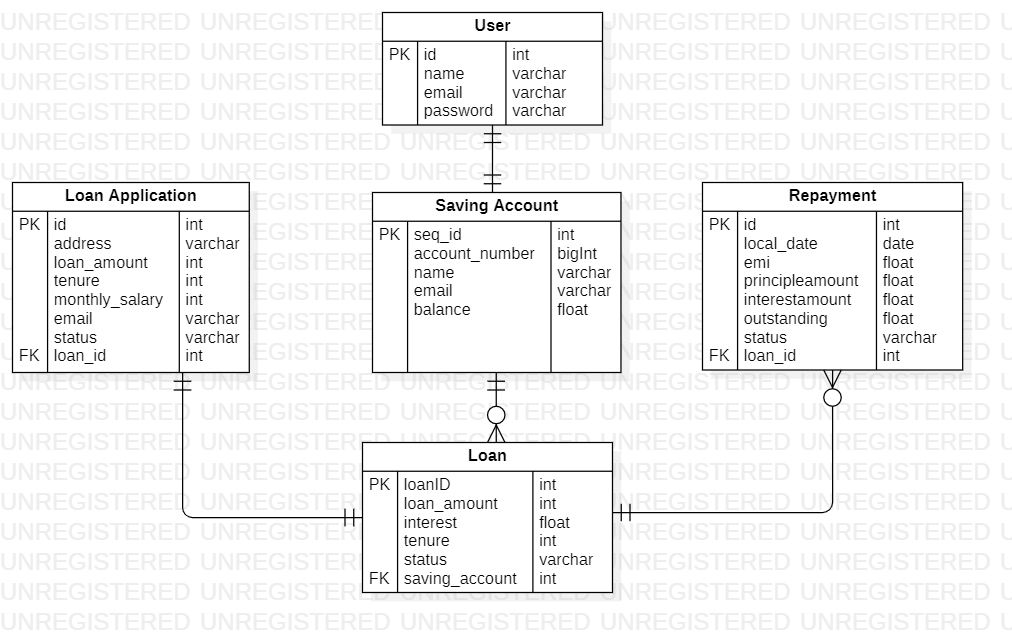 User
PK id int
name varchar
email varchar
password varchar
Loan Application
PK id int
address varchar
loan_amount int
tenure int
monthly_salary int
email varchar
status varchar
FK loan_id int
Saving Account
PK seq_id int
account_number bigInt
name varchar
email varchar
balance float
Repayment
PK id int
local_date date
emi float
principleamount float
interestamount float
outstanding float
status varchar
FK loan_id int
Loan
PK loanID int
loan_amount int
interest float
tenure int
status varchar
FK saving_account int
UNREGISTERED